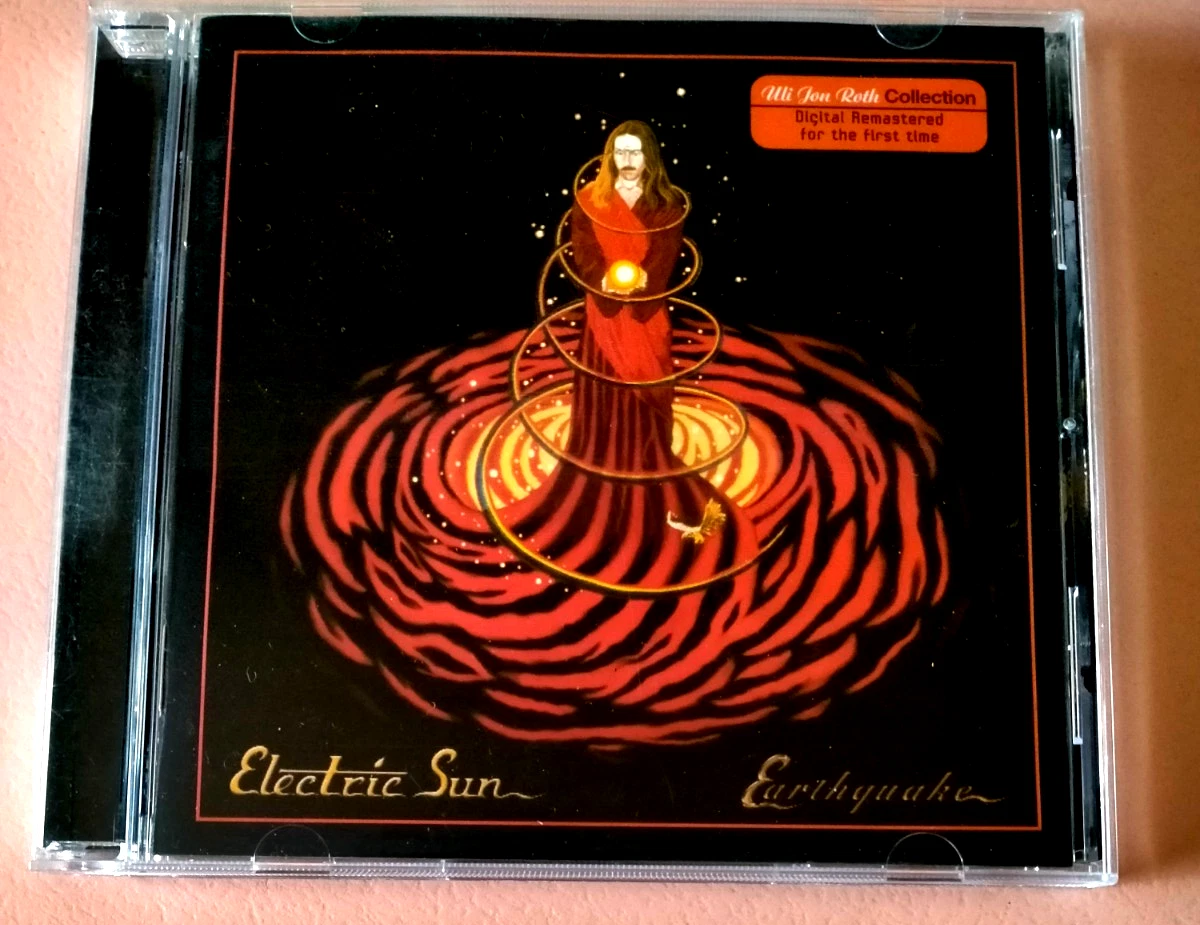 Uli Jon Roth Collection
Digital Remastered
for the first time
Electric Sun
Earthquake